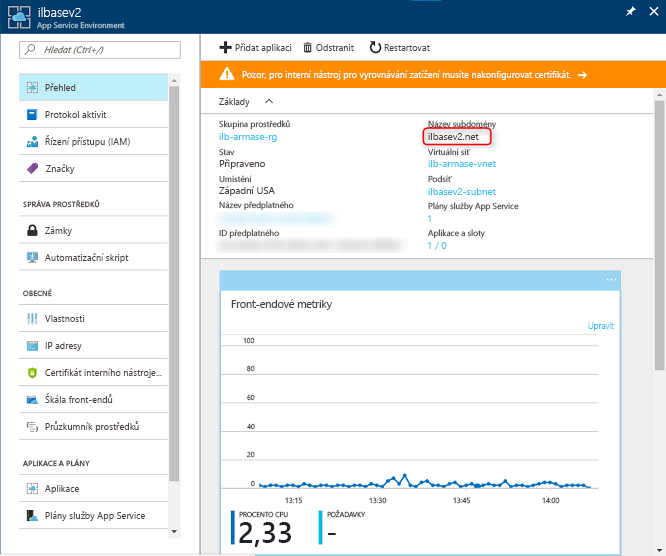 ilbasev2
App Service Environment
Hledat (Ctrl+/)
Přehled
Protokol aktivit
Řízení přístupu (IAM)
Značky
SPRÁVA PROSTŘEDKŮ
Zámky
Automatizační skript
OBECNÉ
Vlastnosti
IP adresy
Certifikát interního nástroje...
Škála front-endů
Průzkumník prostředků
APLIKACE A PLÁNY
Aplikace
Plány služby App Service
Přidat aplikaci
Odstranit
Restartovat
Pozor, pro interní nástroj pro vyrovnávání zatížení musíte nakonfigurovat certifikát. →
Základy
Skupina prostředků
ilb-armase-rg
Stav
Připraveno
Umístění
Západní USA
Název předplatného
ID předplatného
Název subdomény
ilbasev2.net
Virtuální síť
ilb-armase-vnet
Podsíť
ilbasev2-subnet
Plány služby App Service
1
Aplikace a sloty
1 / 0
Front-endové metriky
Upravit
100
80
60
40
20
0
13:15
13:30
13:45
14:00
PROCENTO CPU
2,33
POŽADAVKY
-